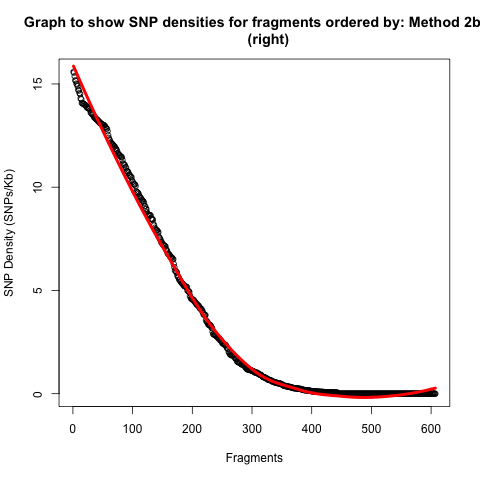 Graph to show SNP densities for fragments ordered by: Method 2b
(right)
SNP Density (SNPs/Kb)
15
10
5
0
0 100 200 300 400 500 600
Fragments